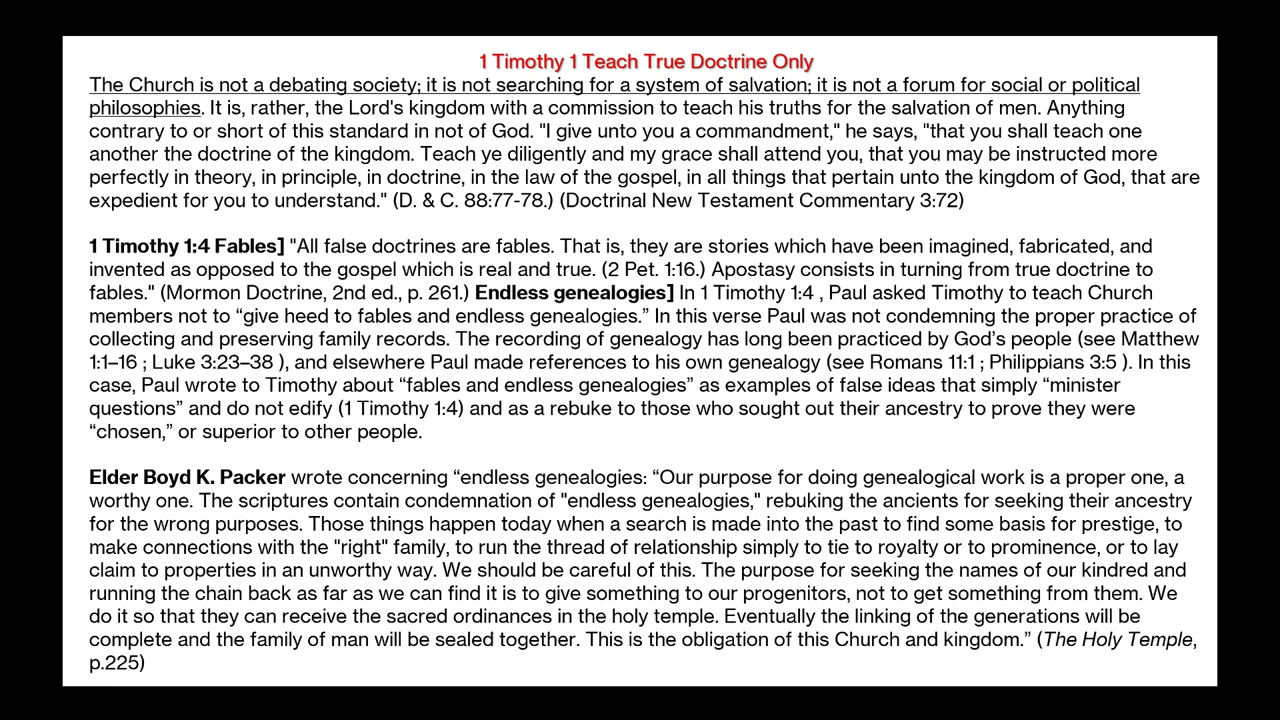 1 Timothy 1 Teach True Doctrine Only
The Church is not a debating society; it is not searching for a system of salvation; it is not a forum for social or political
philosophies. It is, rather, the Lord's kingdom with a commission to teach his truths for the salvation of men. Anything
contrary to or short of this standard in not of God. "I give unto you a commandment," he says, "that you shall teach one
another the doctrine of the kingdom. Teach ye diligently and my grace shall attend you, that you may be instructed more
perfectly in theory, in principle, in doctrine, in the law of the gospel, in all things that pertain unto the kingdom of God, that are
expedient for you to understand." (D. & C. 88:77-78.) (Doctrinal New Testament Commentary 3:72)
1 Timothy 1:4 Fables] "All false doctrines are fables. That is, they are stories which have been imagined, fabricated, and
invented as opposed to the gospel which is real and true. (2 Pet. 1:16.) Apostasy consists in turning from true doctrine to
fables." (Mormon Doctrine, 2nd ed., p. 261.) Endless genealogies] In 1 Timothy 1:4 , Paul asked Timothy to teach Church
members not to “give heed to fables and endless genealogies.” In this verse Paul was not condemning the proper practice of
collecting and preserving family records. The recording of genealogy has long been practiced by God’s people (see Matthew
1:1–16 ; Luke 3:23–38 ), and elsewhere Paul made references to his own genealogy (see Romans 11:1 ; Philippians 3:5 ). In this
case, Paul wrote to Timothy about “fables and endless genealogies” as examples of false ideas that simply “minister
questions” and do not edify (1 Timothy 1:4) and as a rebuke to those who sought out their ancestry to prove they were
“chosen,” or superior to other people.
Elder Boyd K. Packer wrote concerning “endless genealogies: “Our purpose for doing genealogical work is a proper one, a
worthy one. The scriptures contain condemnation of "endless genealogies," rebuking the ancients for seeking their ancestry
for the wrong purposes. Those things happen today when a search is made into the past to find some basis for prestige, to
make connections with the "right" family, to run the thread of relationship simply to tie to royalty or to prominence, or to lay
claim to properties in an unworthy way. We should be careful of this. The purpose for seeking the names of our kindred and
running the chain back as far as we can find it is to give something to our progenitors, not to get something from them. We
do it so that they can receive the sacred ordinances in the holy temple. Eventually the linking of the generations will be
complete and the family of man will be sealed together. This is the obligation of this Church and kingdom.” (The Holy Temple,
p.225)